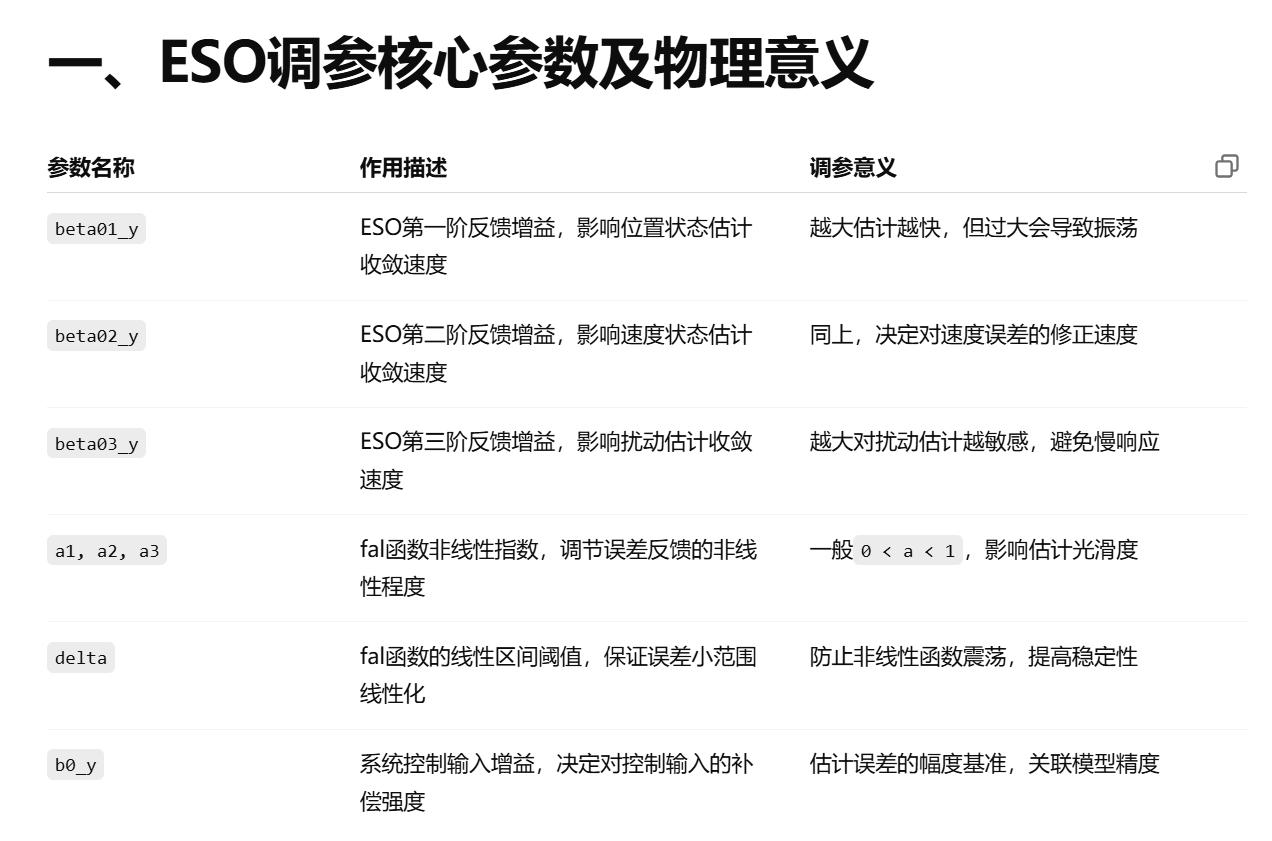 一、ESO调参核心参数及物理意义
参数名称 作用描述 调参意义
beta01_y ESO第一阶反馈增益，影响位置状态估计 越大估计越快，但过大会导致振荡
收敛速度
beta02_y ESO第二阶反馈增益，影响速度状态估计 同上，决定对速度误差的修正速度
收敛速度
beta03_y ESO第三阶反馈增益，影响扰动估计收敛 越大对扰动估计越敏感，避免慢响应
速度
a1, a2, a3 fal函数非线性指数，调节误差反馈的非线 一般 0 < a < 1 ，影响估计光滑度
性程度
delta fal函数的线性区间阈值，保证误差小范围 防止非线性函数震荡，提高稳定性
线性化
b0_y 系统控制输入增益，决定对控制输入的补 估计误差的幅度基准，关联模型精度
偿强度